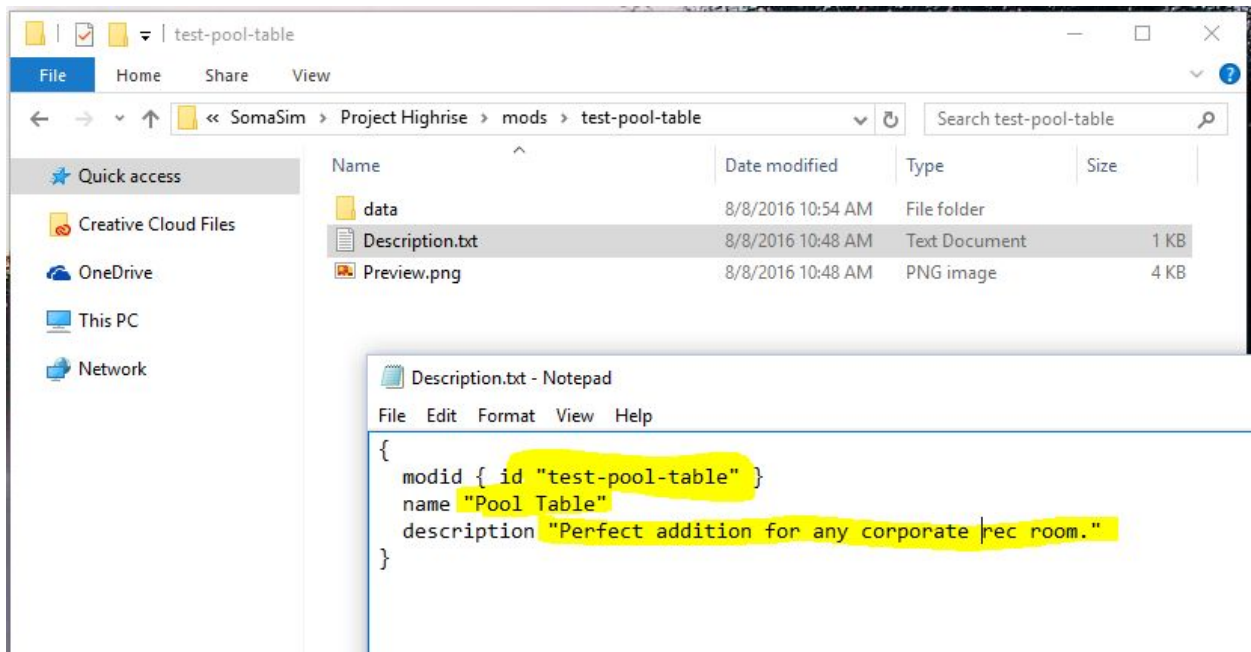 test-pool-table
File Home Share View
« SomaSim > Project Highrise > mods > test-pool-table
Search test-pool-table
Quick access
Creative Cloud Files
OneDrive
This PC
Network
Name Date modified Type Size
data 8/8/2016 10:54 AM File folder
Description.txt 8/8/2016 10:48 AM Text Document 1 KB
Preview.png 8/8/2016 10:48 AM PNG image 4 KB
Description.txt - Notepad
File Edit Format View Help
{
modid { id "test-pool-table" }
name "Pool Table"
description "Perfect addition for any corporate rec room."
}